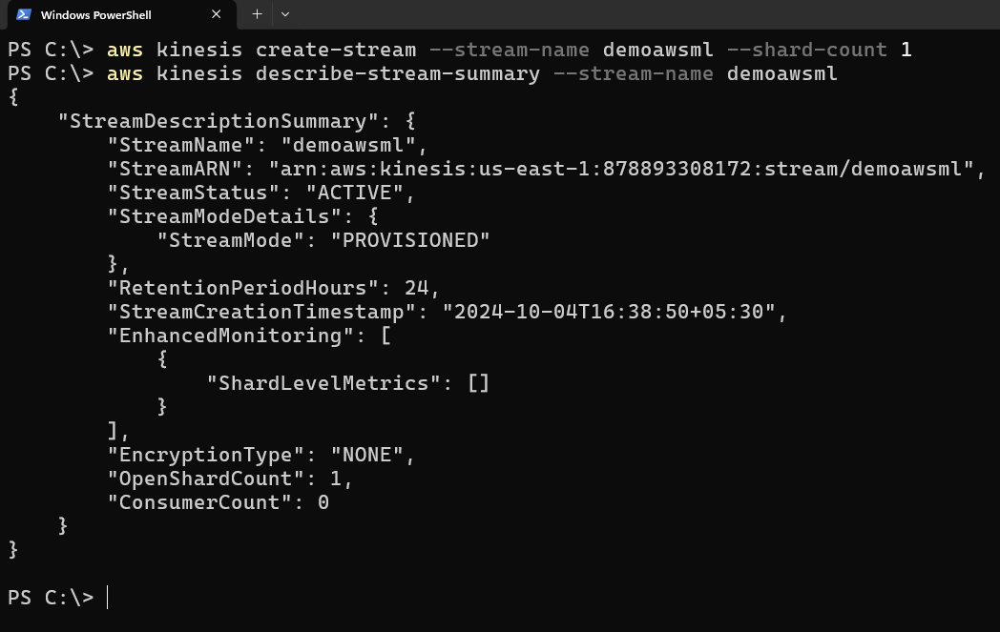 Windows PowerShell
PS C:\> aws kinesis create-stream --stream-name demoawsml --shard-count 1
PS C:\> aws kinesis describe-stream-summary --stream-name demoawsml
{
    "StreamDescriptionSummary": {
        "StreamName": "demoawsml",
        "StreamARN": "arn:aws:kinesis:us-east-1:878893308172:stream/demoawsml",
        "StreamStatus": "ACTIVE",
        "StreamModeDetails": {
            "StreamMode": "PROVISIONED"
        },
        "RetentionPeriodHours": 24,
        "StreamCreationTimestamp": "2024-10-04T16:38:50+05:30",
        "EnhancedMonitoring": [
            {
                "ShardLevelMetrics": []
            }
        ],
        "EncryptionType": "NONE",
        "OpenShardCount": 1,
        "ConsumerCount": 0
    }
}
PS C:\>